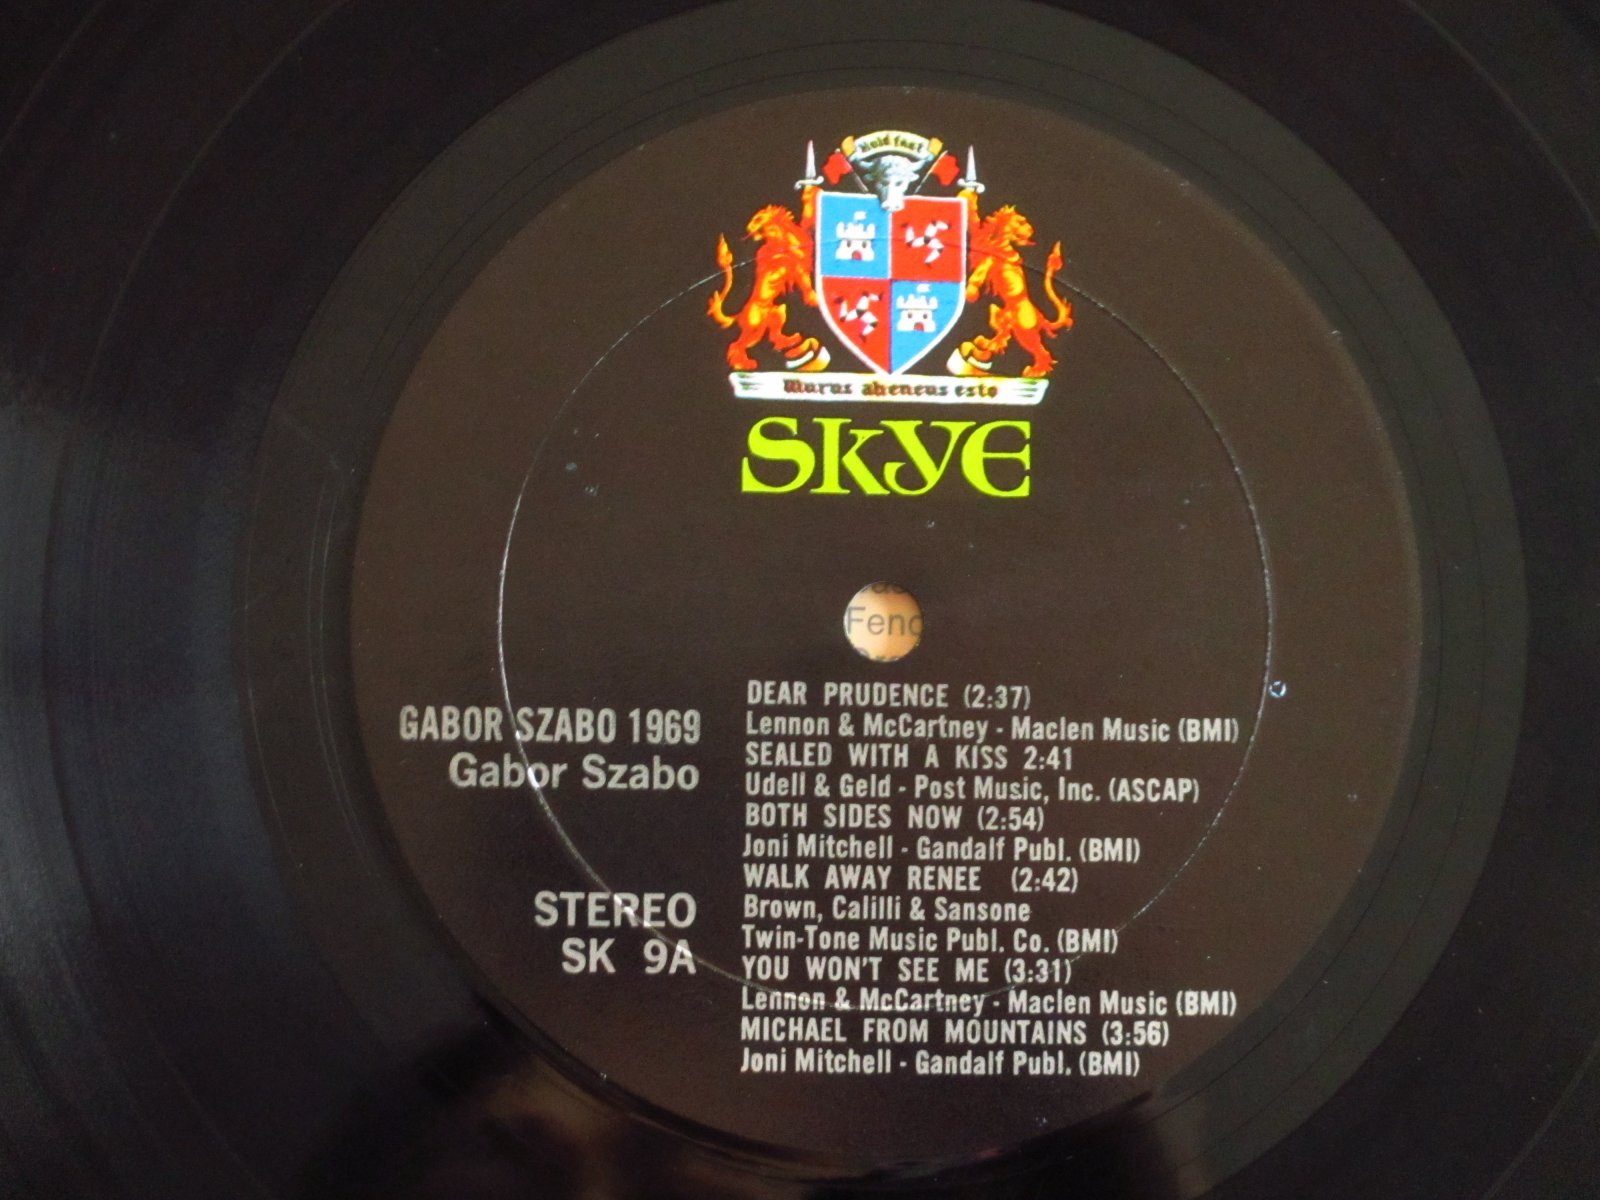 Hold fast
Murus aheneus esto
SKYE
Fenc
GABOR SZABO 1969
Gabor Szabo
STEREO
SK 9A
DEAR PRUDENCE (2:37)
Lennon & McCartney - Maclen Music (BMI)
SEALED WITH A KISS 2:41
Udell & Geld - Post Music, Inc. (ASCAP)
BOTH SIDES NOW (2:54)
Joni Mitchell - Gandalf Publ. (BMI)
WALK AWAY RENEE (2:42)
Brown, Calilli & Sansone
Twin-Tone Music Publ. Co. (BMI)
YOU WON'T SEE ME (3:31)
Lennon & McCartney - Maclen Music (BMI)
MICHAEL FROM MOUNTAINS (3:56)
Joni Mitchell - Gandalf Publ. (BMI)